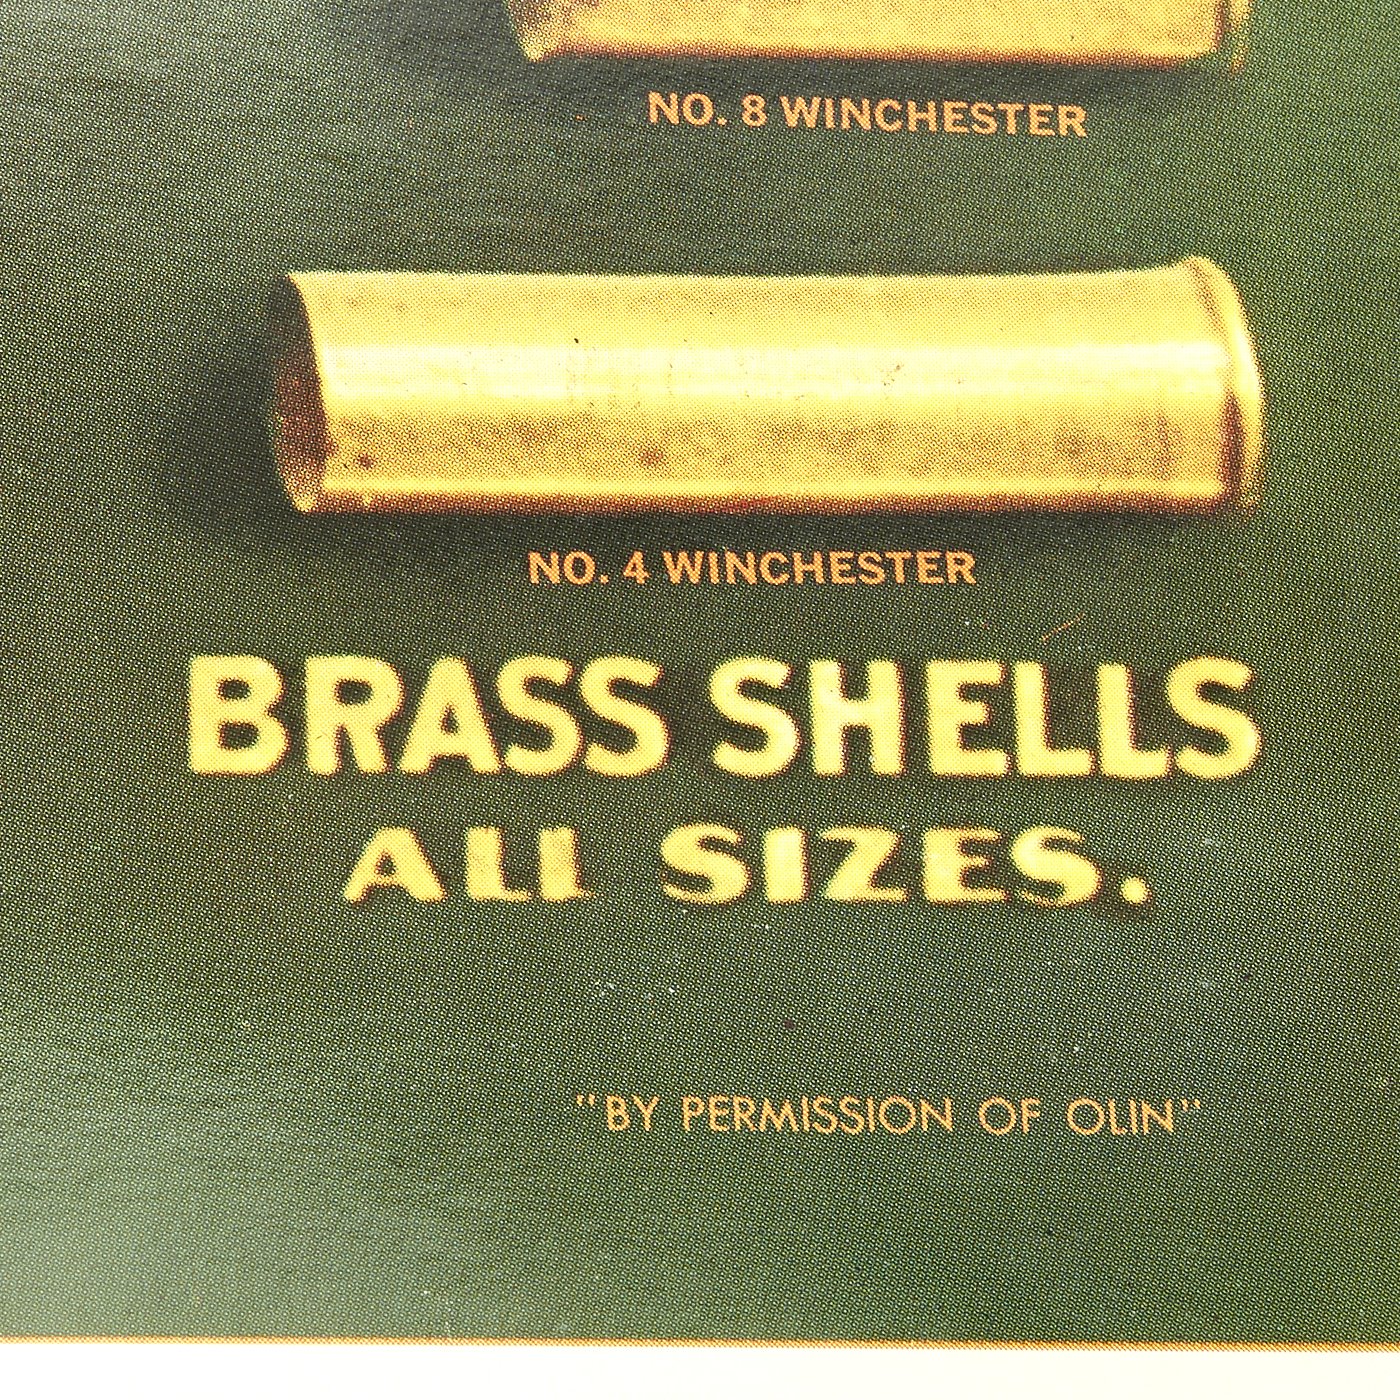 NO. 8 WINCHESTER
NO. 4 WINCHESTER
BRASS SHELLS
ALL SIZES.
"BY PERMISSION OF OLIN"